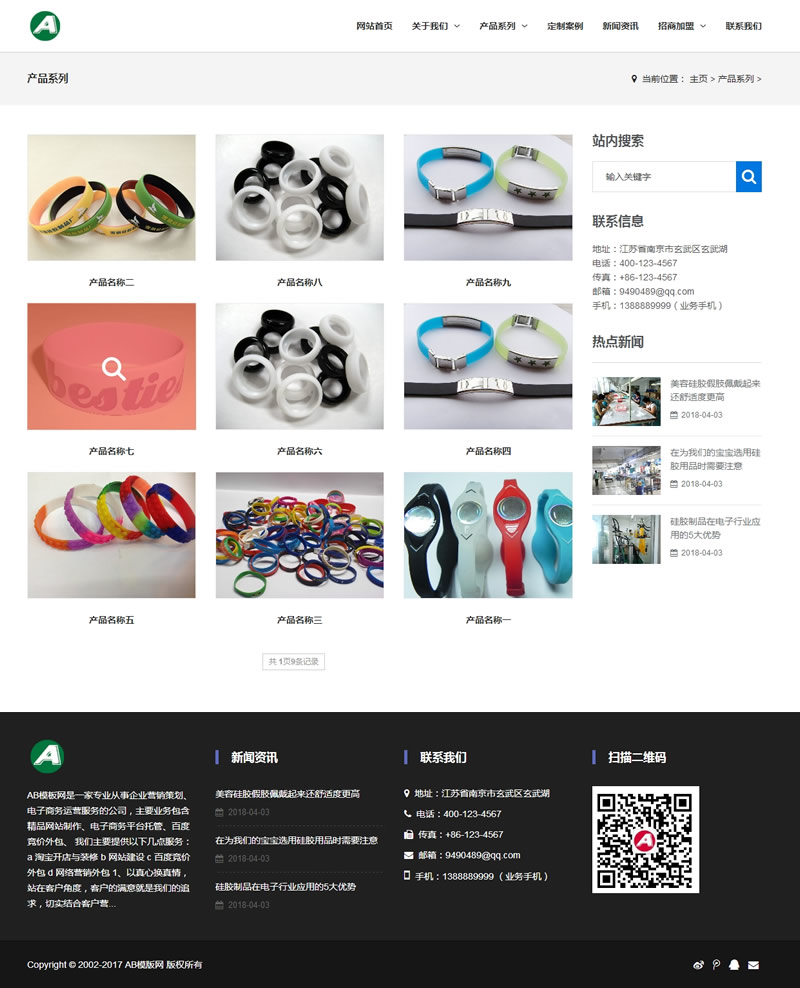 网站首页 关于我们 产品系列 定制案例 新闻资讯 招商加盟 联系我们
产品系列
当前位置： 主页 > 产品系列 >
产品名称二
产品名称八
产品名称九
besties
产品名称七
产品名称六
产品名称四
产品名称五
产品名称三
产品名称一
共 1页9条记录
站内搜索
输入关键字
联系信息
地址：江苏省南京市玄武区玄武湖
电话：400-123-4567
传真：+86-123-4567
邮箱：9490489@qq.com
手机：1388889999（业务手机）
热点新闻
美容硅胶假肢佩戴起来
还舒适度更高
2018-04-03
在为我们的宝宝选用硅
胶用品时需要注意
2018-04-03
硅胶制品在电子行业应
用的5大优势
2018-04-03
AB模板网是一家专业从事企业营销策划、
电子商务运营服务的公司，主要业务包含
精品网站制作、电子商务平台托管、百度
竞价外包、 我们主要提供以下几点服务：
a 淘宝开店与装修 b 网站建设 c 百度竞价
外包 d 网络营销外包 1、以真心换真情，
站在客户角度，客户的满意就是我们的追
求，切实结合客户营...
新闻资讯
美容硅胶假肢佩戴起来还舒适度更高
2018-04-03
在为我们的宝宝选用硅胶用品时需要注意
2018-04-03
硅胶制品在电子行业应用的5大优势
2018-04-03
联系我们
地址：江苏省南京市玄武区玄武湖
电话：400-123-4567
传真：+86-123-4567
邮箱：9490489@qq.com
手机：1388889999 （业务手机）
扫描二维码
Copyright © 2002-2017 AB模版网 版权所有